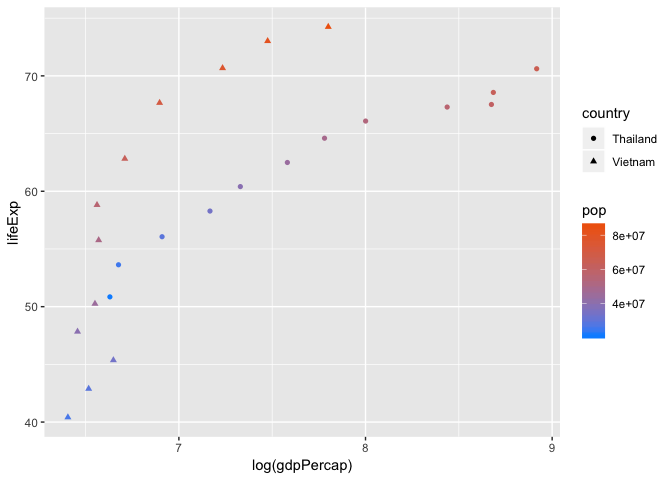 70
60
50
40
lifeExp
7
8
9
log(gdpPercap)
country
Thailand
Vietnam
pop
8e+07
6e+07
4e+07